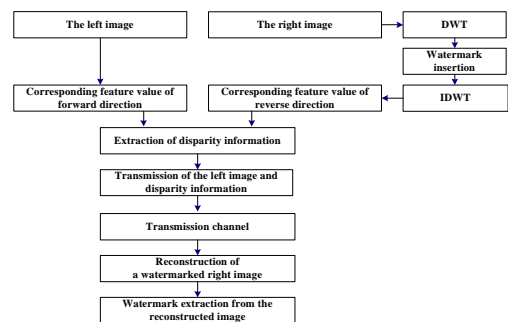 The left image
The right image
DWT
Watermark
insertion
Corresponding feature value of
forward direction
Corresponding feature value of
reverse direction
IDWT
Extraction of disparity information
Transmission of the left image and
disparity information
Transmission channel
Reconstruction of
a watermarked right image
Watermark extraction from the
reconstructed image